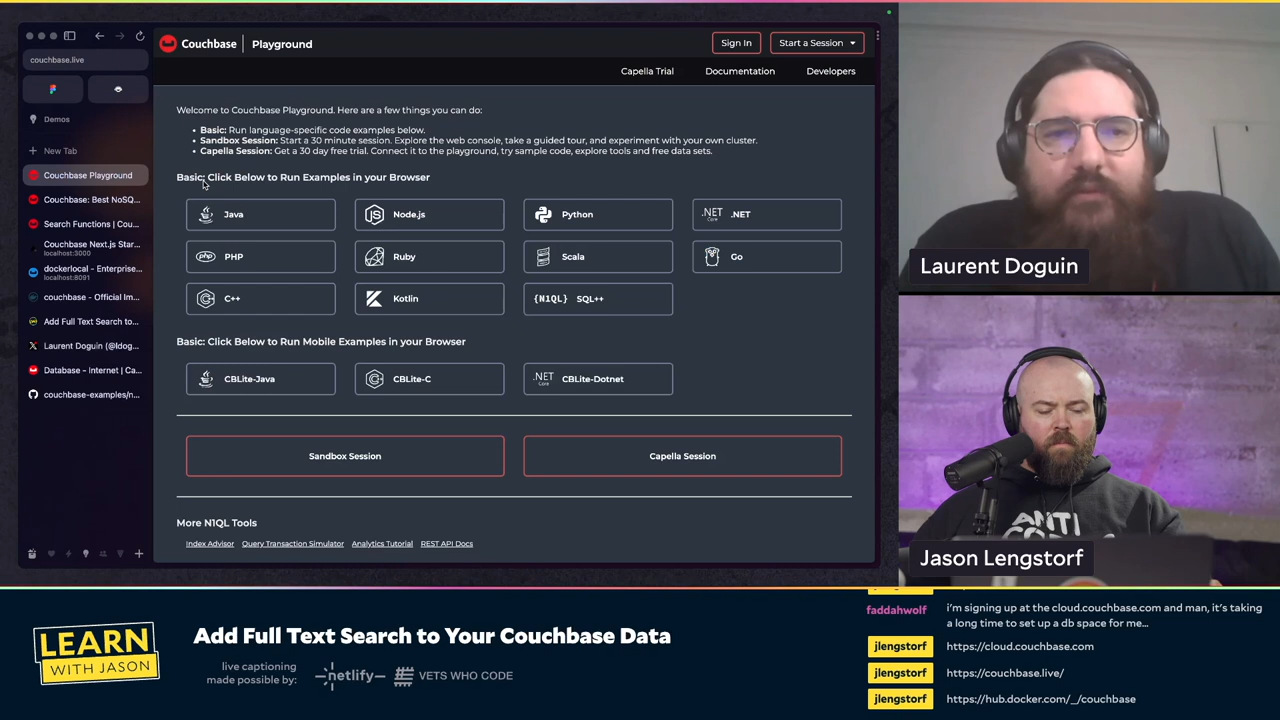 couchbase.live
Demos
New Tab
Couchbase Playground
Couchbase: Best NoSQ...
Search Functions | Cou...
Couchbase Next.js Star...
localhost:3000
dockerlocal – Enterprise...
localhost:8091
couchbase - Official Im...
Add Full Text Search to...
Laurent Doguin (@ldog...
Database - Internet | Ca...
couchbase-examples/n...
Couchbase | Playground
Sign In
Start a Session
Capella Trial
Documentation
Developers
Welcome to Couchbase Playground. Here are a few things you can do:
• Basic: Run language-specific code examples below.
• Sandbox Session: Start a 30 minute session. Explore the web console, take a guided tour, and experiment with your own cluster.
• Capella Session: Get a 30 day free trial. Connect it to the playground, try sample code, explore tools and free data sets.
Basic: Click Below to Run Examples in your Browser
Java
Node.js
Python
.NET Core .NET
php PHP
Ruby
Scala
Go
C++
Kotlin
{N1QL} SQL++
Basic: Click Below to Run Mobile Examples in your Browser
CBLite-Java
CBLite-C
.NET Core CBLite-Dotnet
Sandbox Session
Capella Session
More N1QL Tools
Index Advisor
Query Transaction Simulator
Analytics Tutorial
REST API Docs
Laurent Doguin
ANTI
Jason Lengstorf
LEARN
WITH JASON
Add Full Text Search to Your Couchbase Data
live captioning
made possible by:
netlify
VETS WHO CODE
faddahwolf i'm signing up at the cloud.couchbase.com and man, it's taking
a long time to set up a db space for me...
jlengstorf https://cloud.couchbase.com
jlengstorf https://couchbase.live/
jlengstorf https://hub.docker.com/_/couchbase